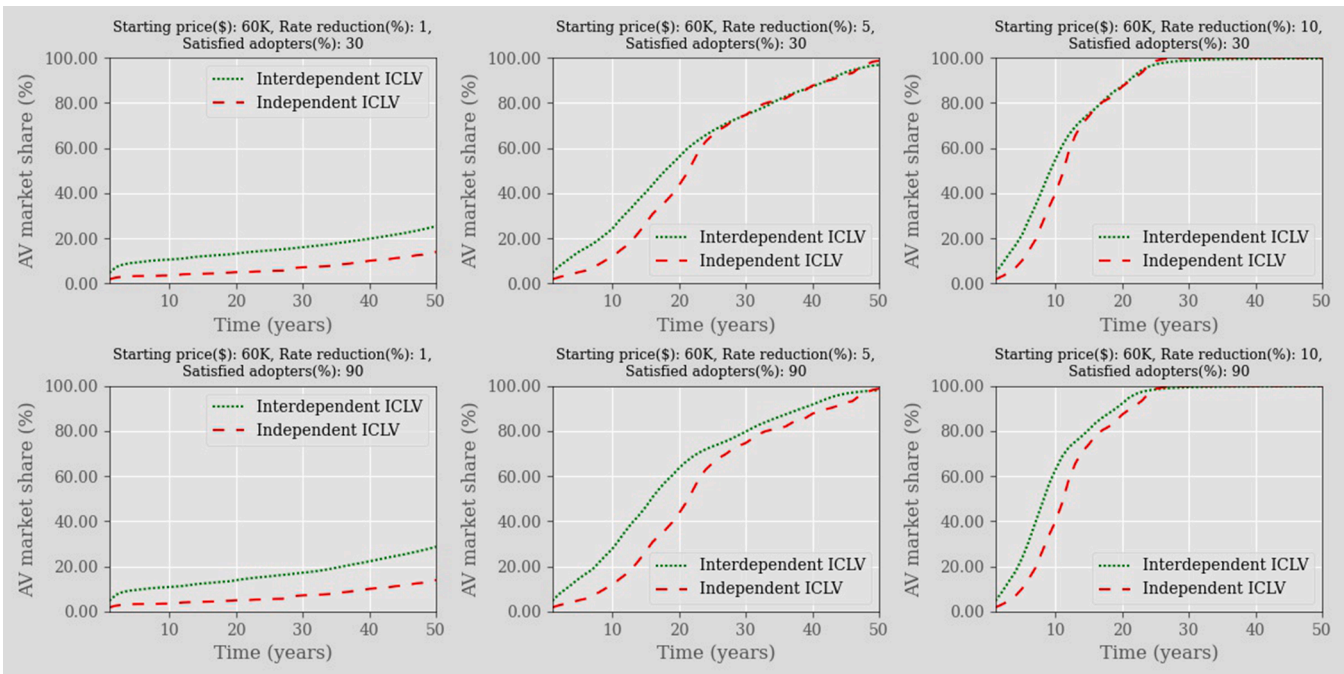 Starting price($): 60K, Rate reduction(%): 1,
Satisfied adopters(%): 30
100.00
80.00
60.00
40.00
20.00
0.00
AV market share (%)
Interdependent ICLV
Independent ICLV
10 20 30 40 50
Time (years)
Starting price($): 60K, Rate reduction(%): 5,
Satisfied adopters(%): 30
100.00
80.00
60.00
40.00
20.00
0.00
AV market share (%)
Interdependent ICLV
Independent ICLV
10 20 30 40 50
Time (years)
Starting price($): 60K, Rate reduction(%): 10,
Satisfied adopters(%): 30
100.00
80.00
60.00
40.00
20.00
0.00
AV market share (%)
Interdependent ICLV
Independent ICLV
10 20 30 40 50
Time (years)
Starting price($): 60K, Rate reduction(%): 1,
Satisfied adopters(%): 90
100.00
80.00
60.00
40.00
20.00
0.00
AV market share (%)
Interdependent ICLV
Independent ICLV
10 20 30 40 50
Time (years)
Starting price($): 60K, Rate reduction(%): 5,
Satisfied adopters(%): 90
100.00
80.00
60.00
40.00
20.00
0.00
AV market share (%)
Interdependent ICLV
Independent ICLV
10 20 30 40 50
Time (years)
Starting price($): 60K, Rate reduction(%): 10,
Satisfied adopters(%): 90
100.00
80.00
60.00
40.00
20.00
0.00
AV market share (%)
Interdependent ICLV
Independent ICLV
10 20 30 40 50
Time (years)